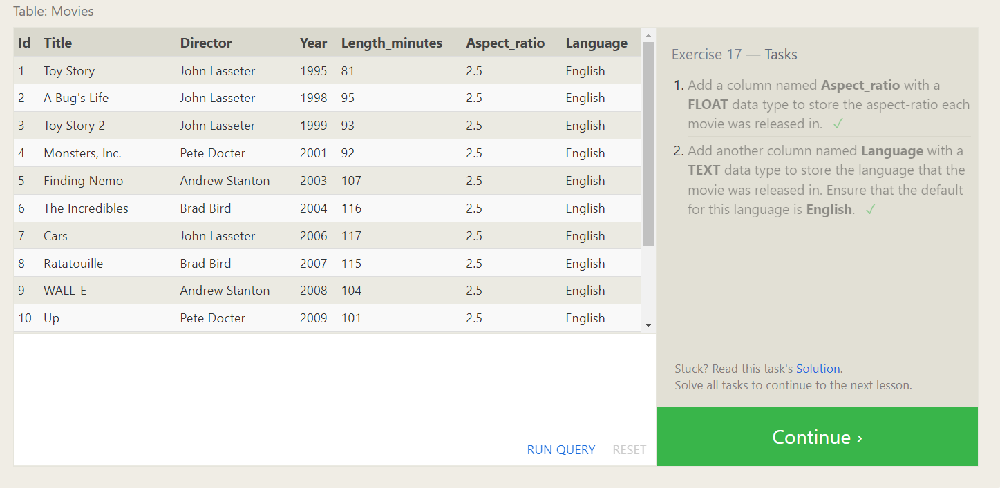 Table: Movies
Id Title Director Year Length_minutes Aspect_ratio Language
1 Toy Story John Lasseter 1995 81 2.5 English
2 A Bug's Life John Lasseter 1998 95 2.5 English
3 Toy Story 2 John Lasseter 1999 93 2.5 English
4 Monsters, Inc. Pete Docter 2001 92 2.5 English
5 Finding Nemo Andrew Stanton 2003 107 2.5 English
6 The Incredibles Brad Bird 2004 116 2.5 English
7 Cars John Lasseter 2006 117 2.5 English
8 Ratatouille Brad Bird 2007 115 2.5 English
9 WALL-E Andrew Stanton 2008 104 2.5 English
10 Up Pete Docter 2009 101 2.5 English
RUN QUERY RESET
Exercise 17 — Tasks
1. Add a column named Aspect_ratio with a
FLOAT data type to store the aspect-ratio each
movie was released in. ✓
2. Add another column named Language with a
TEXT data type to store the language that the
movie was released in. Ensure that the default
for this language is English. ✓
Stuck? Read this task's Solution.
Solve all tasks to continue to the next lesson.
Continue ›